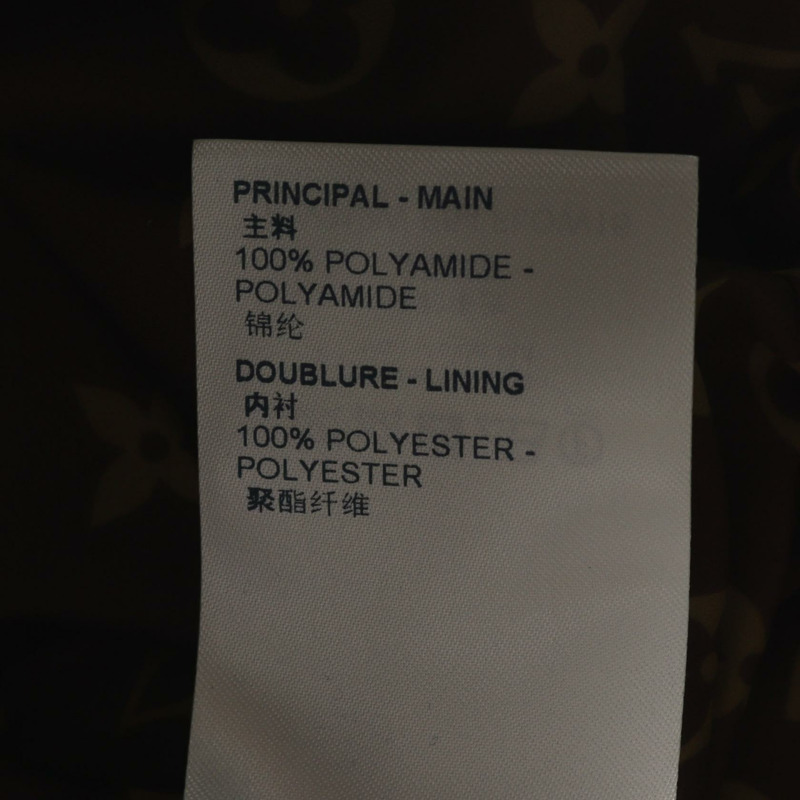 PRINCIPAL - MAIN
主料
100% POLYAMIDE -
POLYAMIDE
锦纶
DOUBLURE - LINING
内衬
100% POLYESTER -
POLYESTER
聚酯纤维